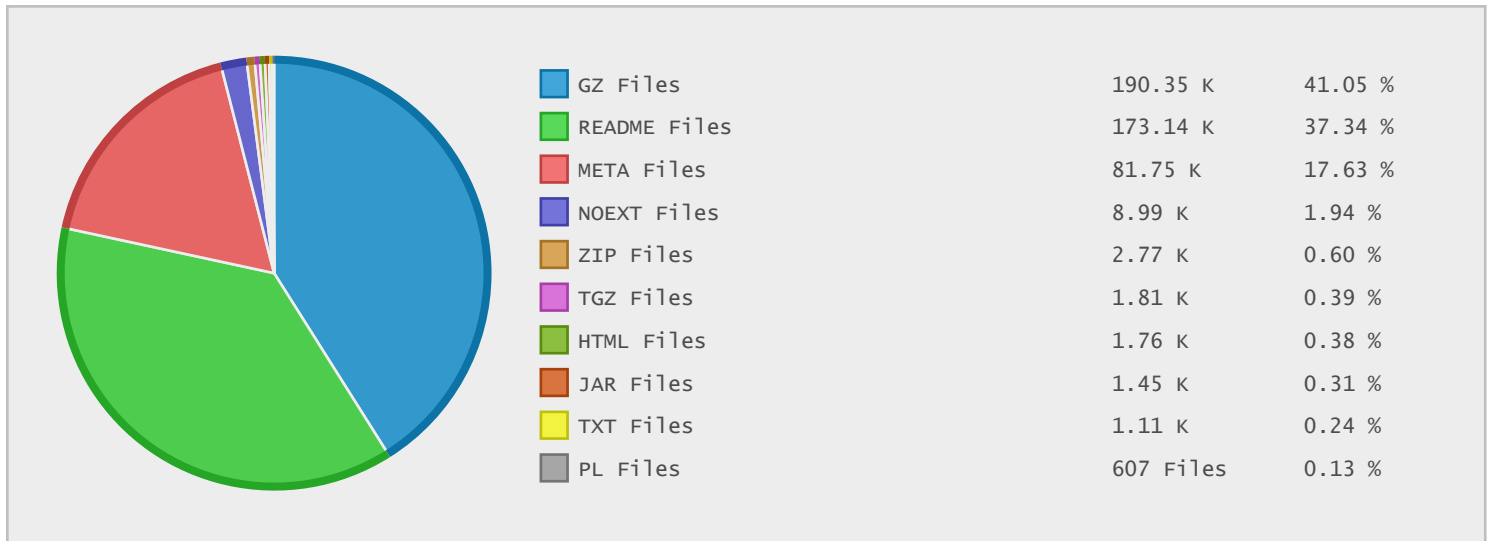 GZ Files 190.35 K 41.05 %
README Files 173.14 K 37.34 %
META Files 81.75 K 17.63 %
NOEXT Files 8.99 K 1.94 %
ZIP Files 2.77 K 0.60 %
TGZ Files 1.81 K 0.39 %
HTML Files 1.76 K 0.38 %
JAR Files 1.45 K 0.31 %
TXT Files 1.11 K 0.24 %
PL Files 607 Files 0.13 %